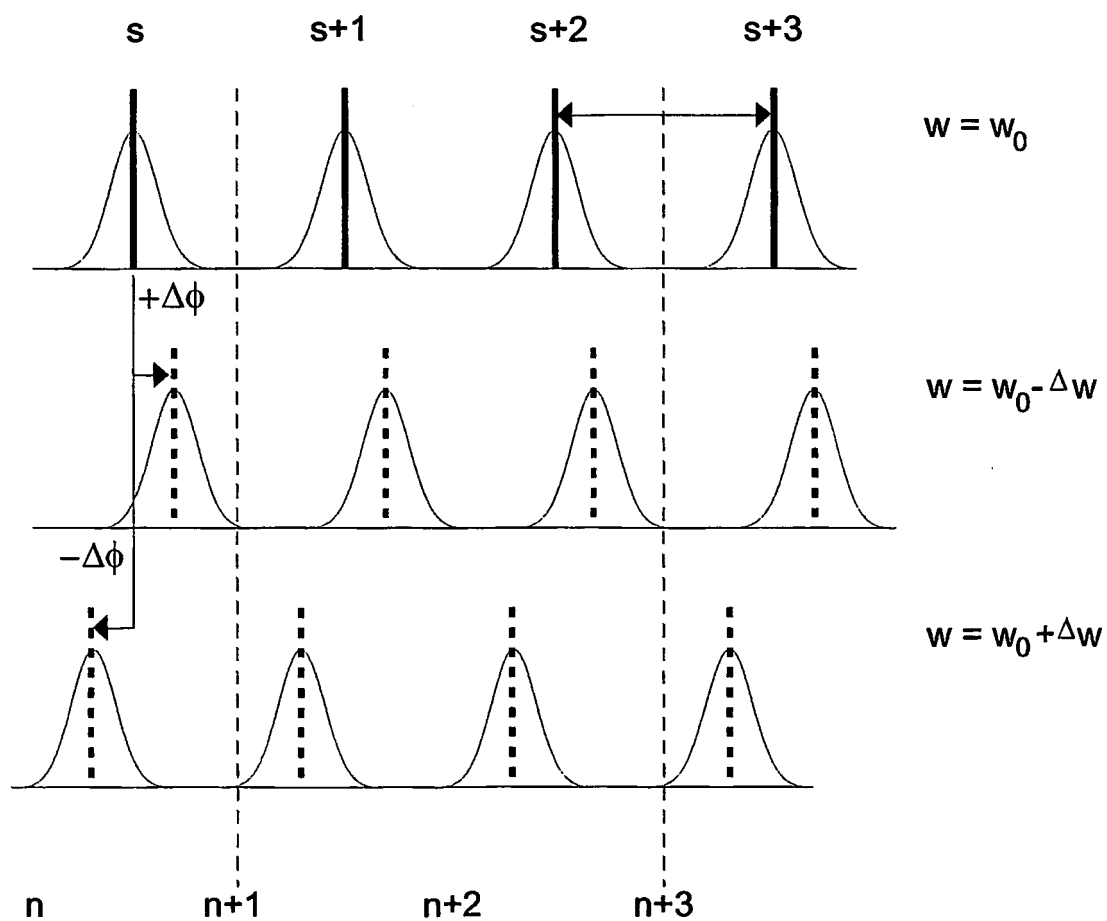 s s+1 s+2 s+3
w = w₀
+Δϕ
w = w₀ - Δw
−Δϕ
w = w₀ + Δw
n n+1 n+2 n+3